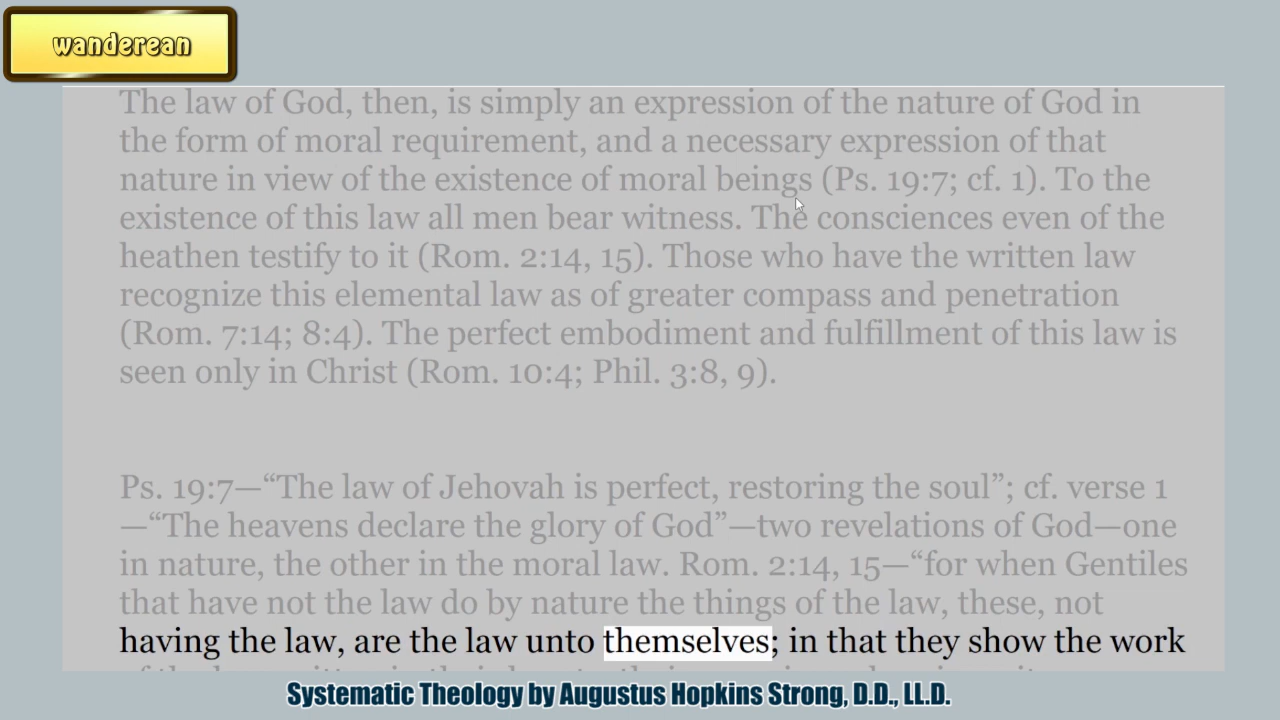 wanderean
The law of God, then, is simply an expression of the nature of God in
the form of moral requirement, and a necessary expression of that
nature in view of the existence of moral beings (Ps. 19:7; cf. 1). To the
existence of this law all men bear witness. The consciences even of the
heathen testify to it (Rom. 2:14, 15). Those who have the written law
recognize this elemental law as of greater compass and penetration
(Rom. 7:14; 8:4). The perfect embodiment and fulfillment of this law is
seen only in Christ (Rom. 10:4; Phil. 3:8, 9).
Ps. 19:7—“The law of Jehovah is perfect, restoring the soul”; cf. verse 1
—“The heavens declare the glory of God”—two revelations of God—one
in nature, the other in the moral law. Rom. 2:14, 15—“for when Gentiles
that have not the law do by nature the things of the law, these, not
having the law, are the law unto themselves; in that they show the work
Systematic Theology by Augustus Hopkins Strong, D.D., LL.D.